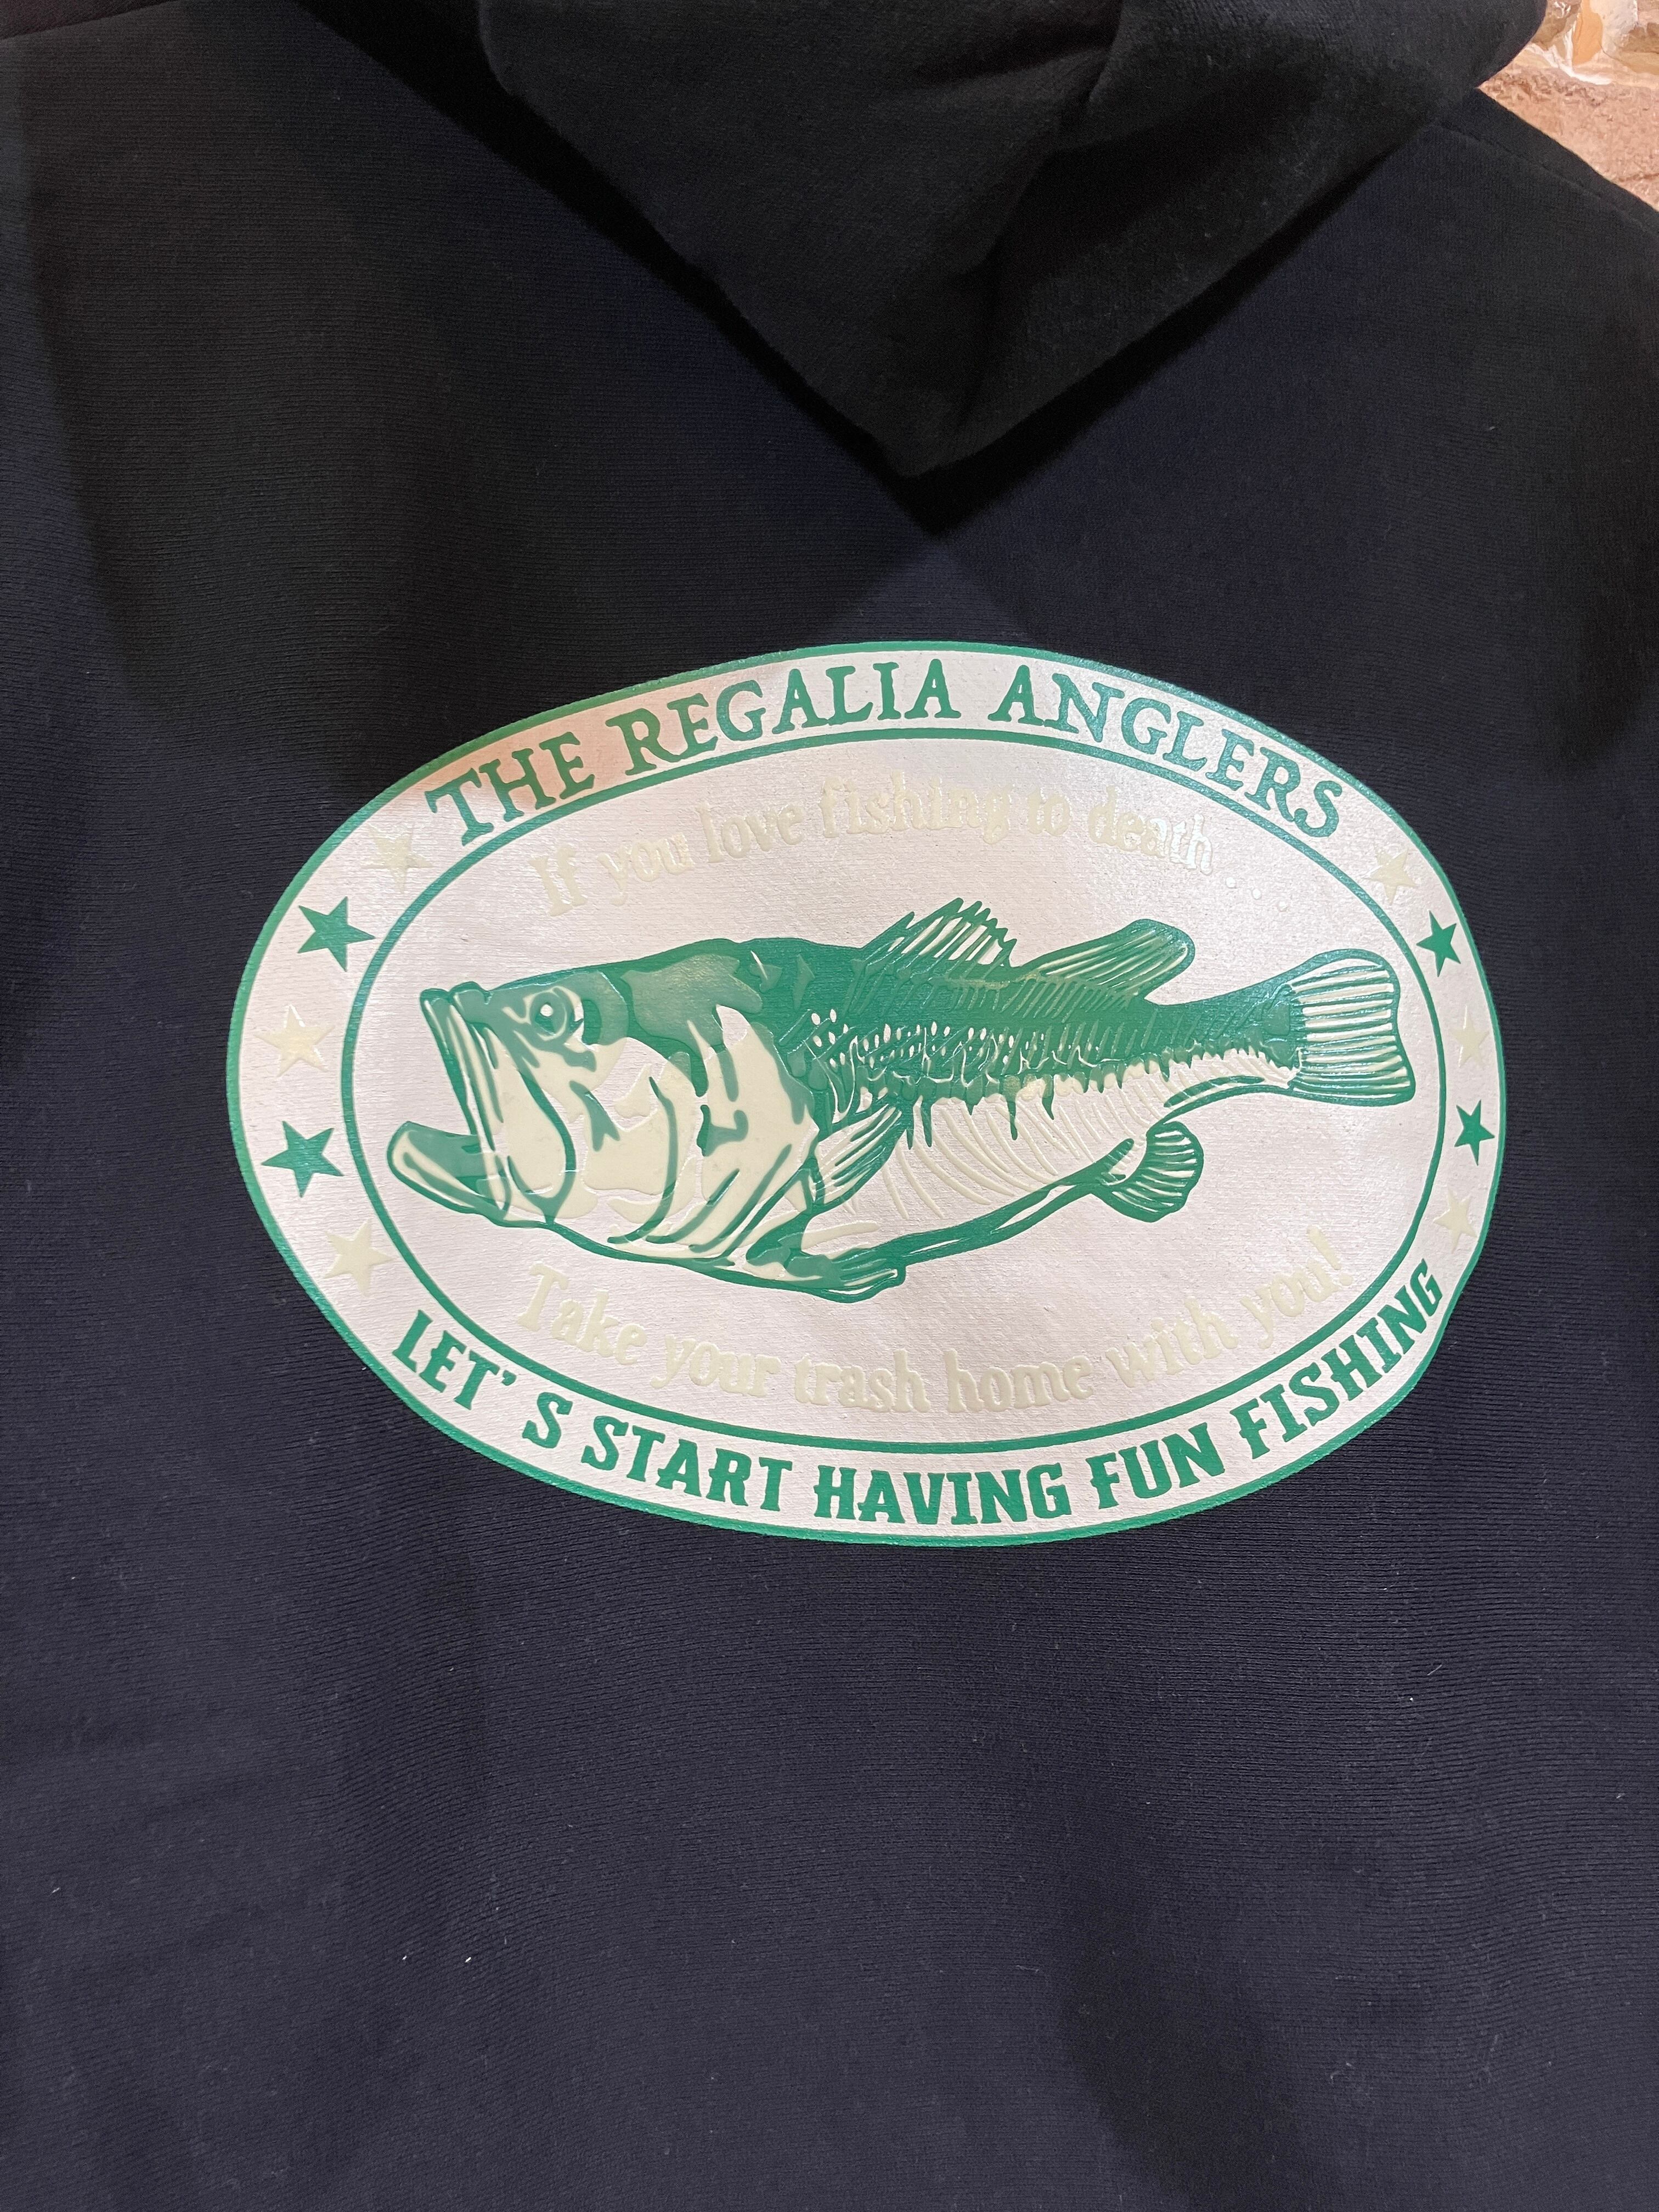 THE REGALIA ANGLERS
If you love fishing to death...
Take your trash home with you!
LET'S START HAVING FUN FISHING